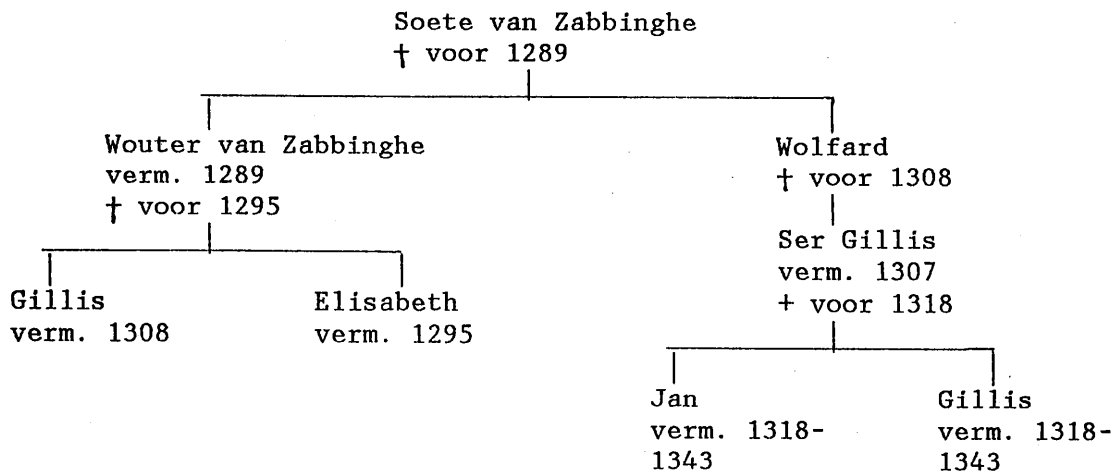 Soete van Zabbinghe
† voor 1289
Wouter van Zabbinghe
verm. 1289
† voor 1295
Wolfard
† voor 1308
Ser Gillis
verm. 1307
+ voor 1318
Gillis
verm. 1308
Elisabeth
verm. 1295
Jan
verm. 1318-
1343
Gillis
verm. 1318-
1343